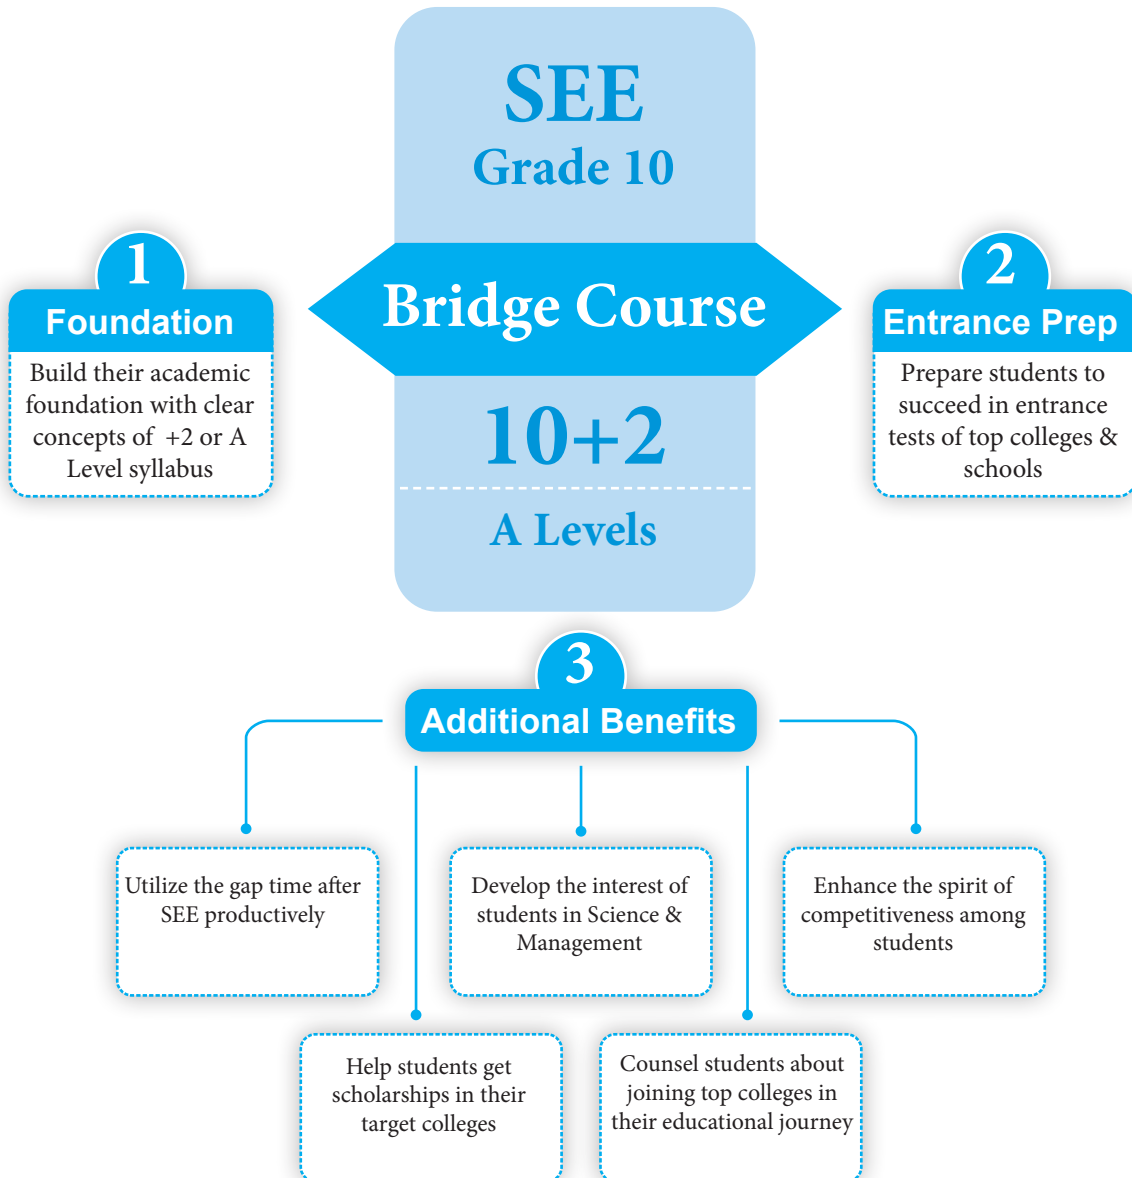 SEE
Grade 10
Bridge Course
10+2
A Levels
1
Foundation
Build their academic
foundation with clear
concepts of +2 or A
Level syllabus
2
Entrance Prep
Prepare students to
succeed in entrance
tests of top colleges &
schools
3
Additional Benefits
Utilize the gap time after
SEE productively
Develop the interest of
students in Science &
Management
Enhance the spirit of
competitiveness among
students
Help students get
scholarships in their
target colleges
Counsel students about
joining top colleges in
their educational journey